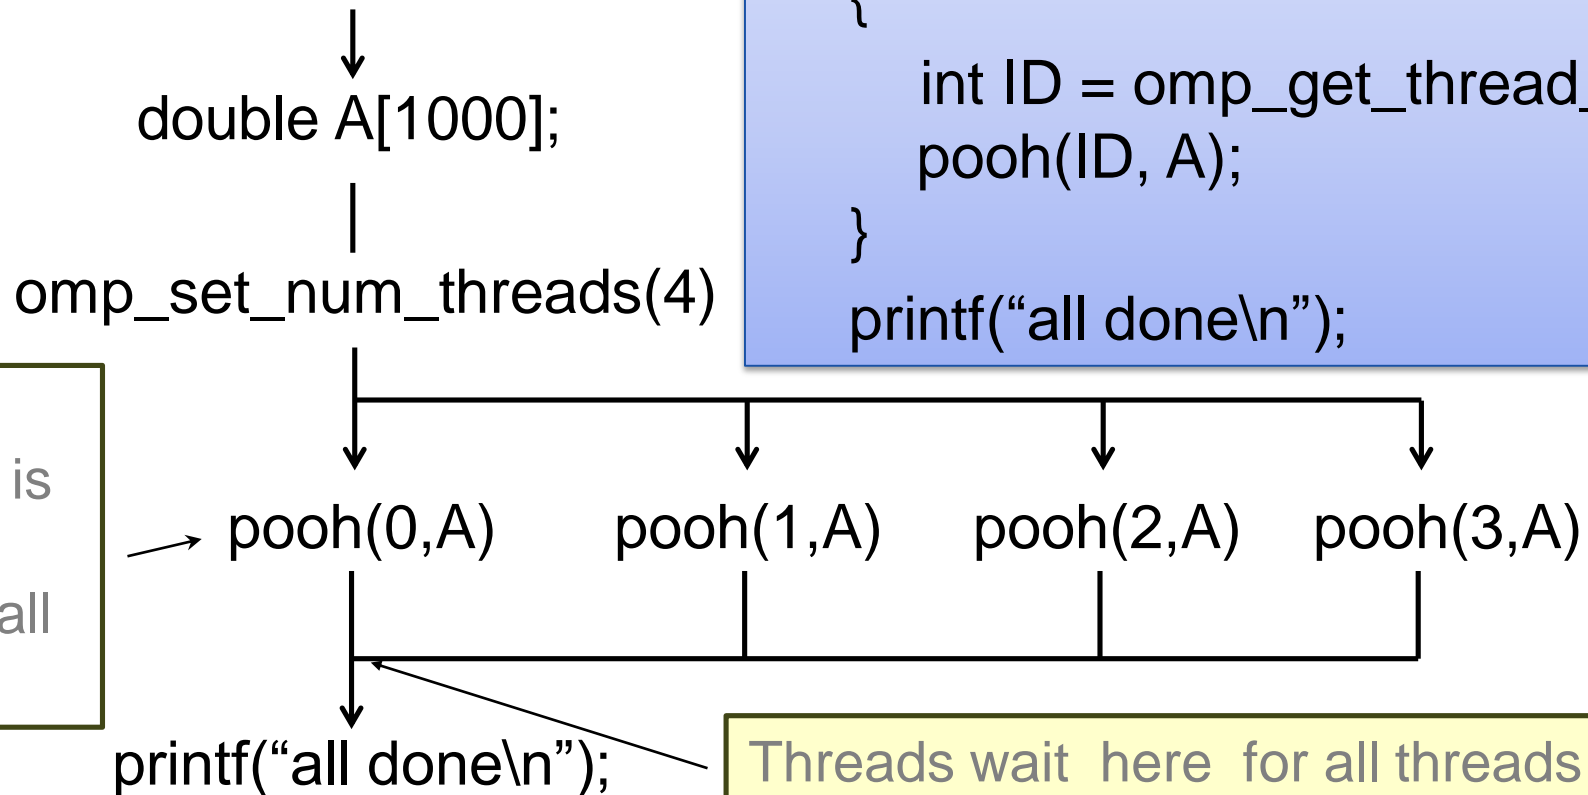 {
int ID = omp_get_thread_
pooh(ID, A);
}
printf(“all done\n”);
double A[1000];
omp_set_num_threads(4)
is
all
pooh(0,A) pooh(1,A) pooh(2,A) pooh(3,A)
printf(“all done\n”);
Threads wait here for all threads